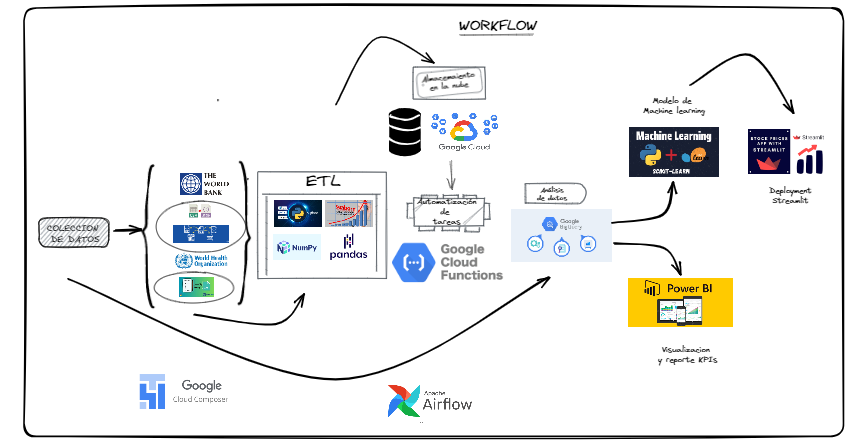 WORKFLOW
Almacenamiento
en la nube
Google Cloud
Modelo de
Machine learning
Machine Learning
SCIKIT-LEARN
STOCK PRICES
APP WITH
STREAMLIT
Streamlit
Deployment
Streamlit
THE
WORLD
BANK
World Health
Organization
COLECCION
DE DATOS
ETL
NumPy
pandas
Automatización
de
tareas
Google
Cloud
Functions
Análisis
de datos
Google
BigQuery
Power BI
Visualizacion
y reporte KPIs
Google
Cloud Composer
Apache
Airflow